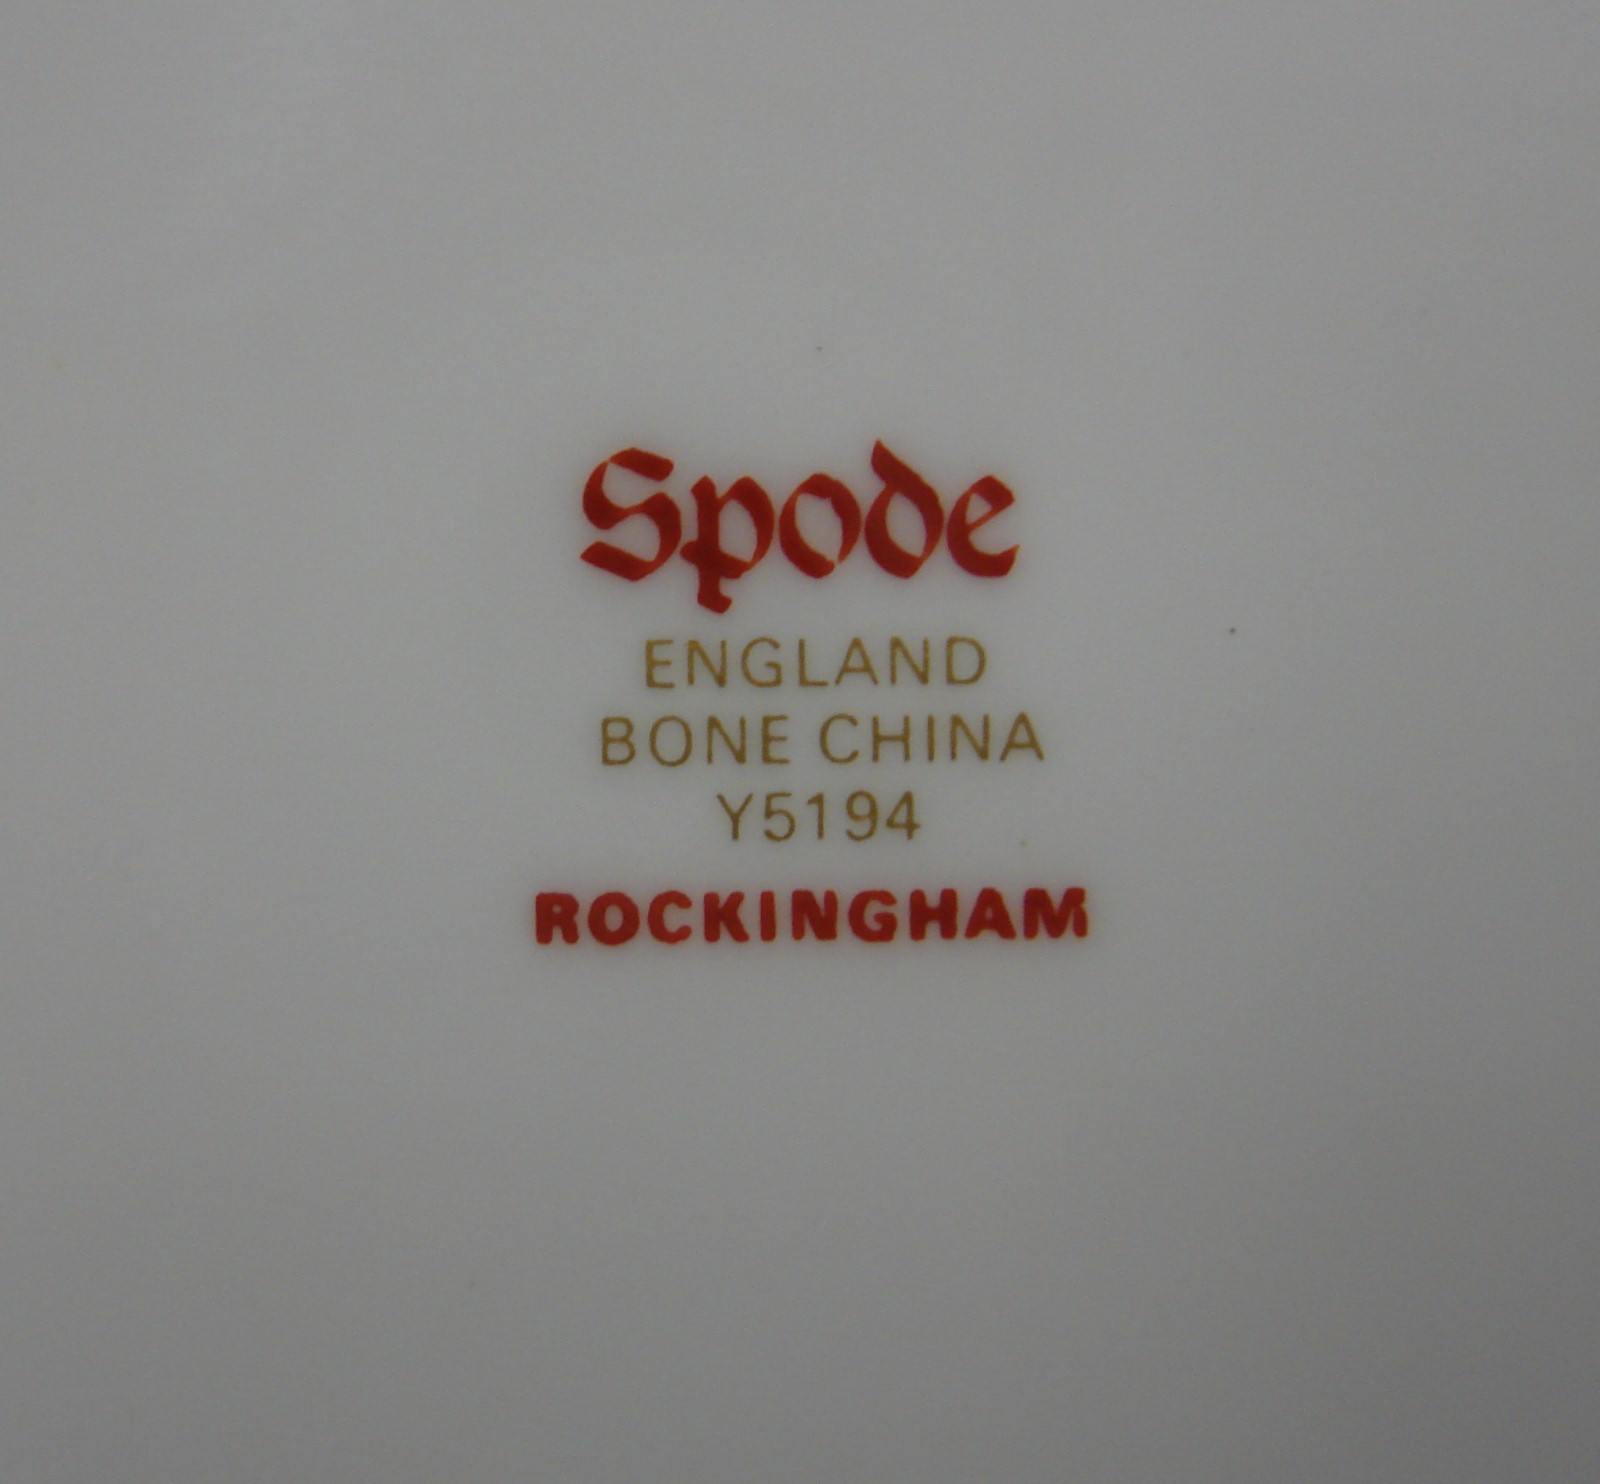 Spode
ENGLAND
BONE CHINA
Y5194
ROCKINGHAM